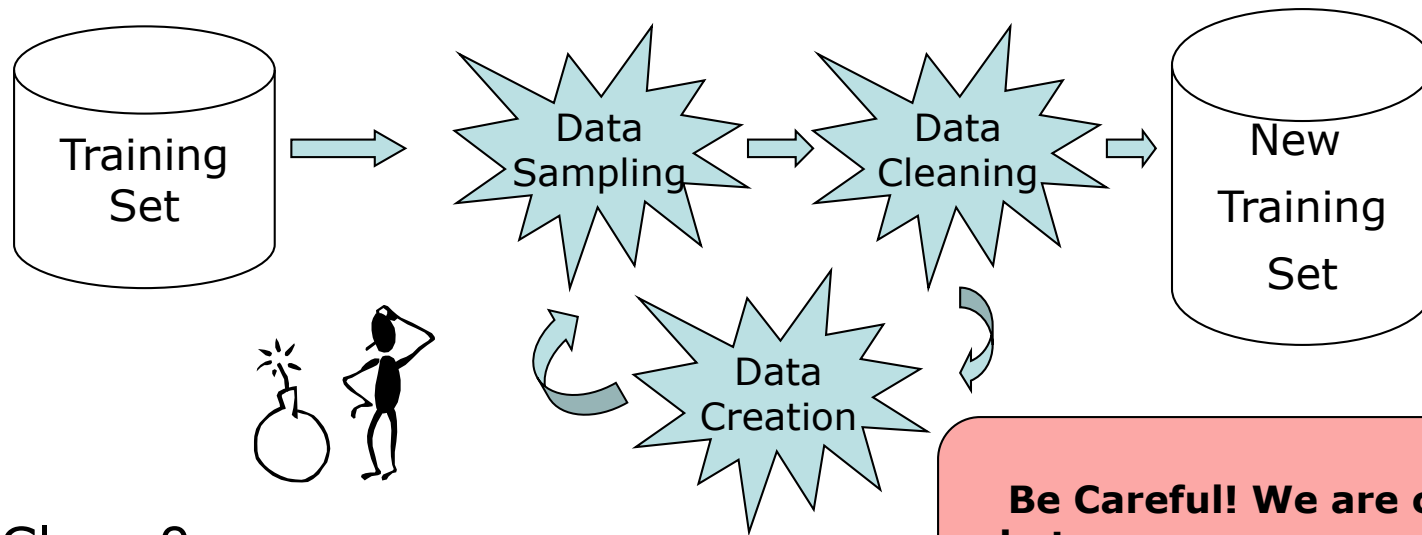 Training
Set
Data
Sampling
Data
Cleaning
New
Training
Set
Data
Creation
Be Careful! We are